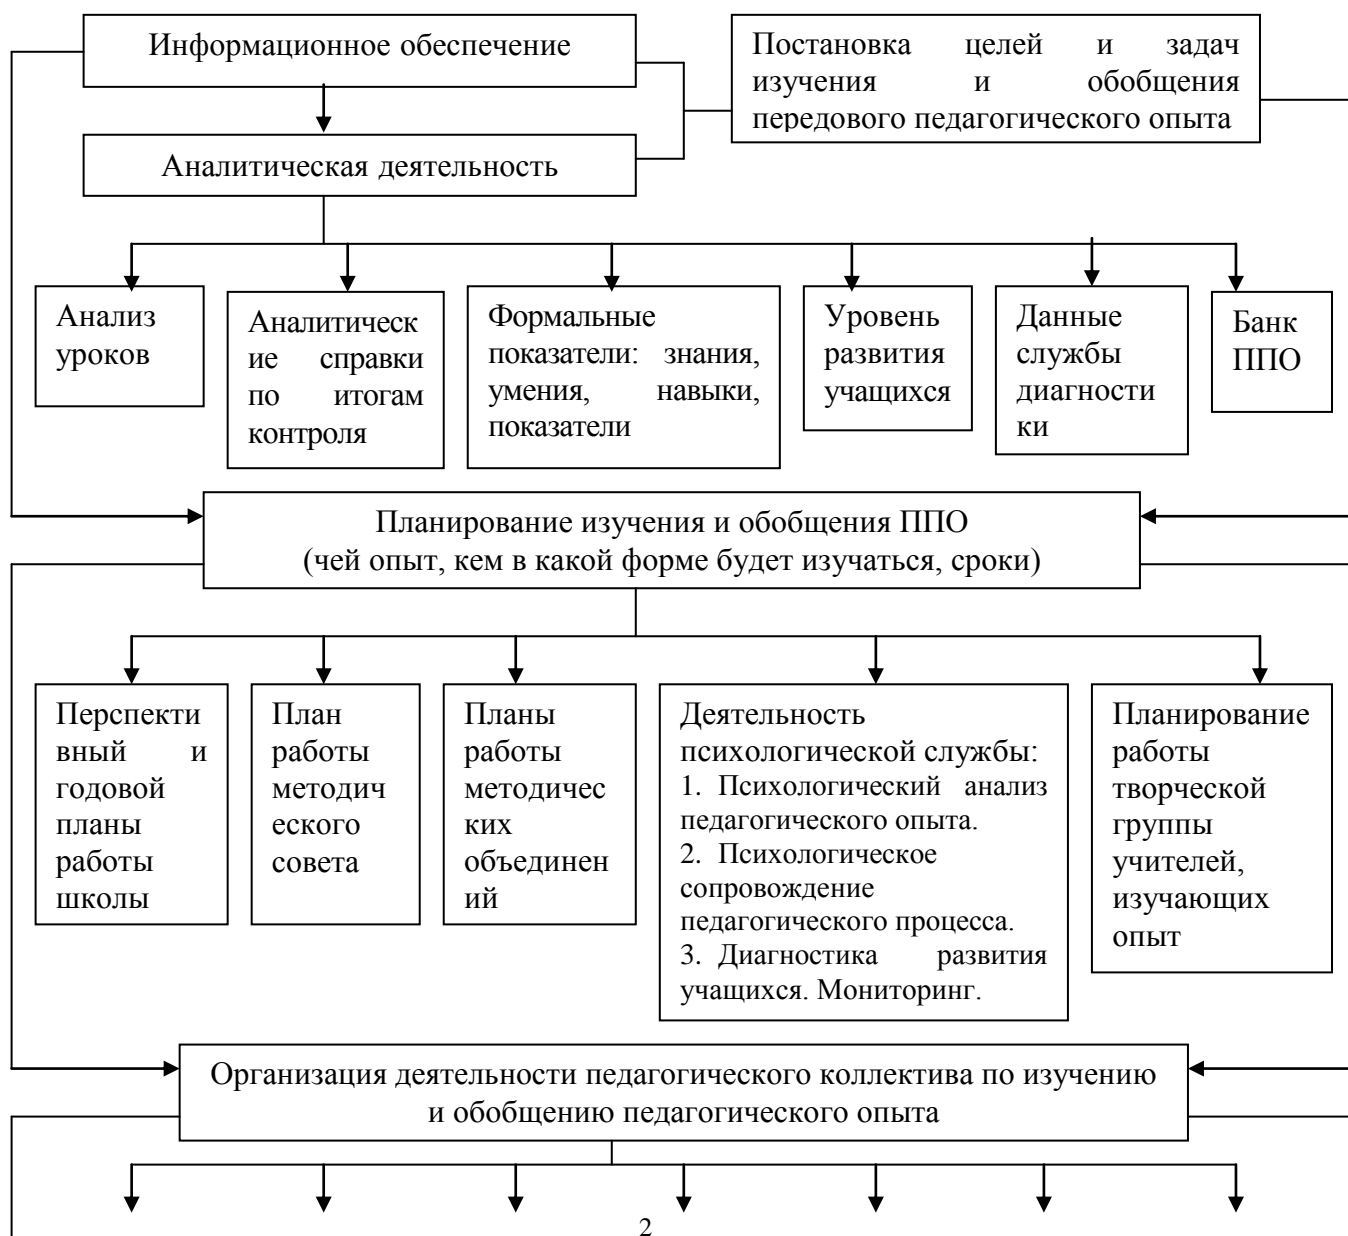 Информационное обеспечение
Постановка целей и задач
изучения и обобщения
передового педагогического опыта
Аналитическая деятельность
Анализ
уроков
Аналитическ
ие справки
по итогам
контроля
Формальные
показатели: знания,
умения, навыки,
показатели
Уровень
развития
учащихся
Данные
службы
диагности
ки
Банк
ППО
Планирование изучения и обобщения ППО
(чей опыт, кем в какой форме будет изучаться, сроки)
Перспекти
вный и
годовой
планы
работы
школы
План
работы
методич
еского
совета
Планы
работы
методичес
ких
объединен
ий
Деятельность
психологической службы:
1. Психологический анализ
педагогического опыта.
2. Психологическое
сопровождение
педагогического процесса.
3. Диагностика развития
учащихся. Мониторинг.
Планирование
работы
творческой
группы
учителей,
изучающих
опыт
Организация деятельности педагогического коллектива по изучению
и обобщению педагогического опыта
2